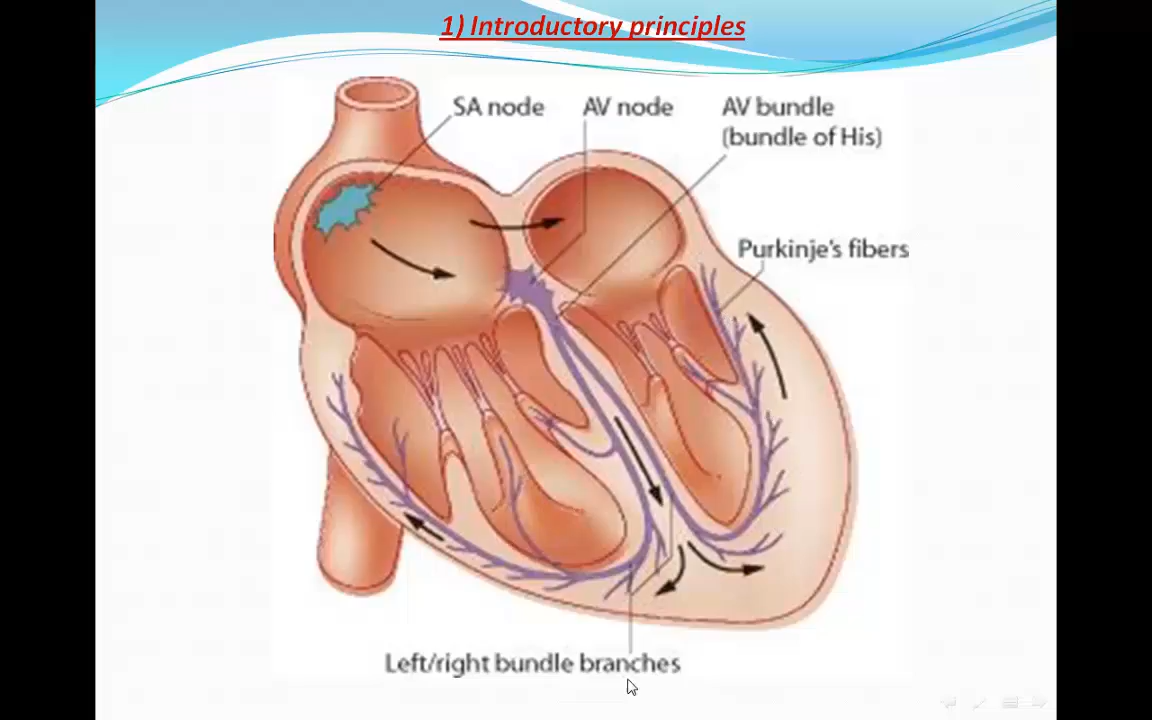 1) Introductory principles
SA node
AV node
AV bundle
(bundle of His)
Purkinje's fibers
Left/right bundle branches